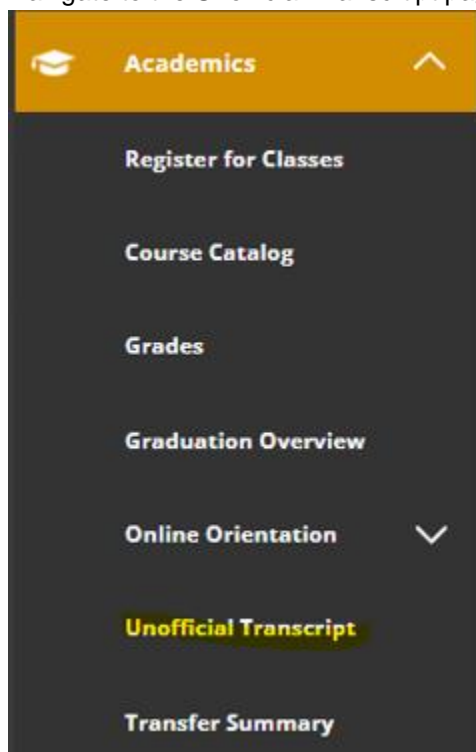 Academics
Register for Classes
Course Catalog
Grades
Graduation Overview
Online Orientation
Unofficial Transcript
Transfer Summary